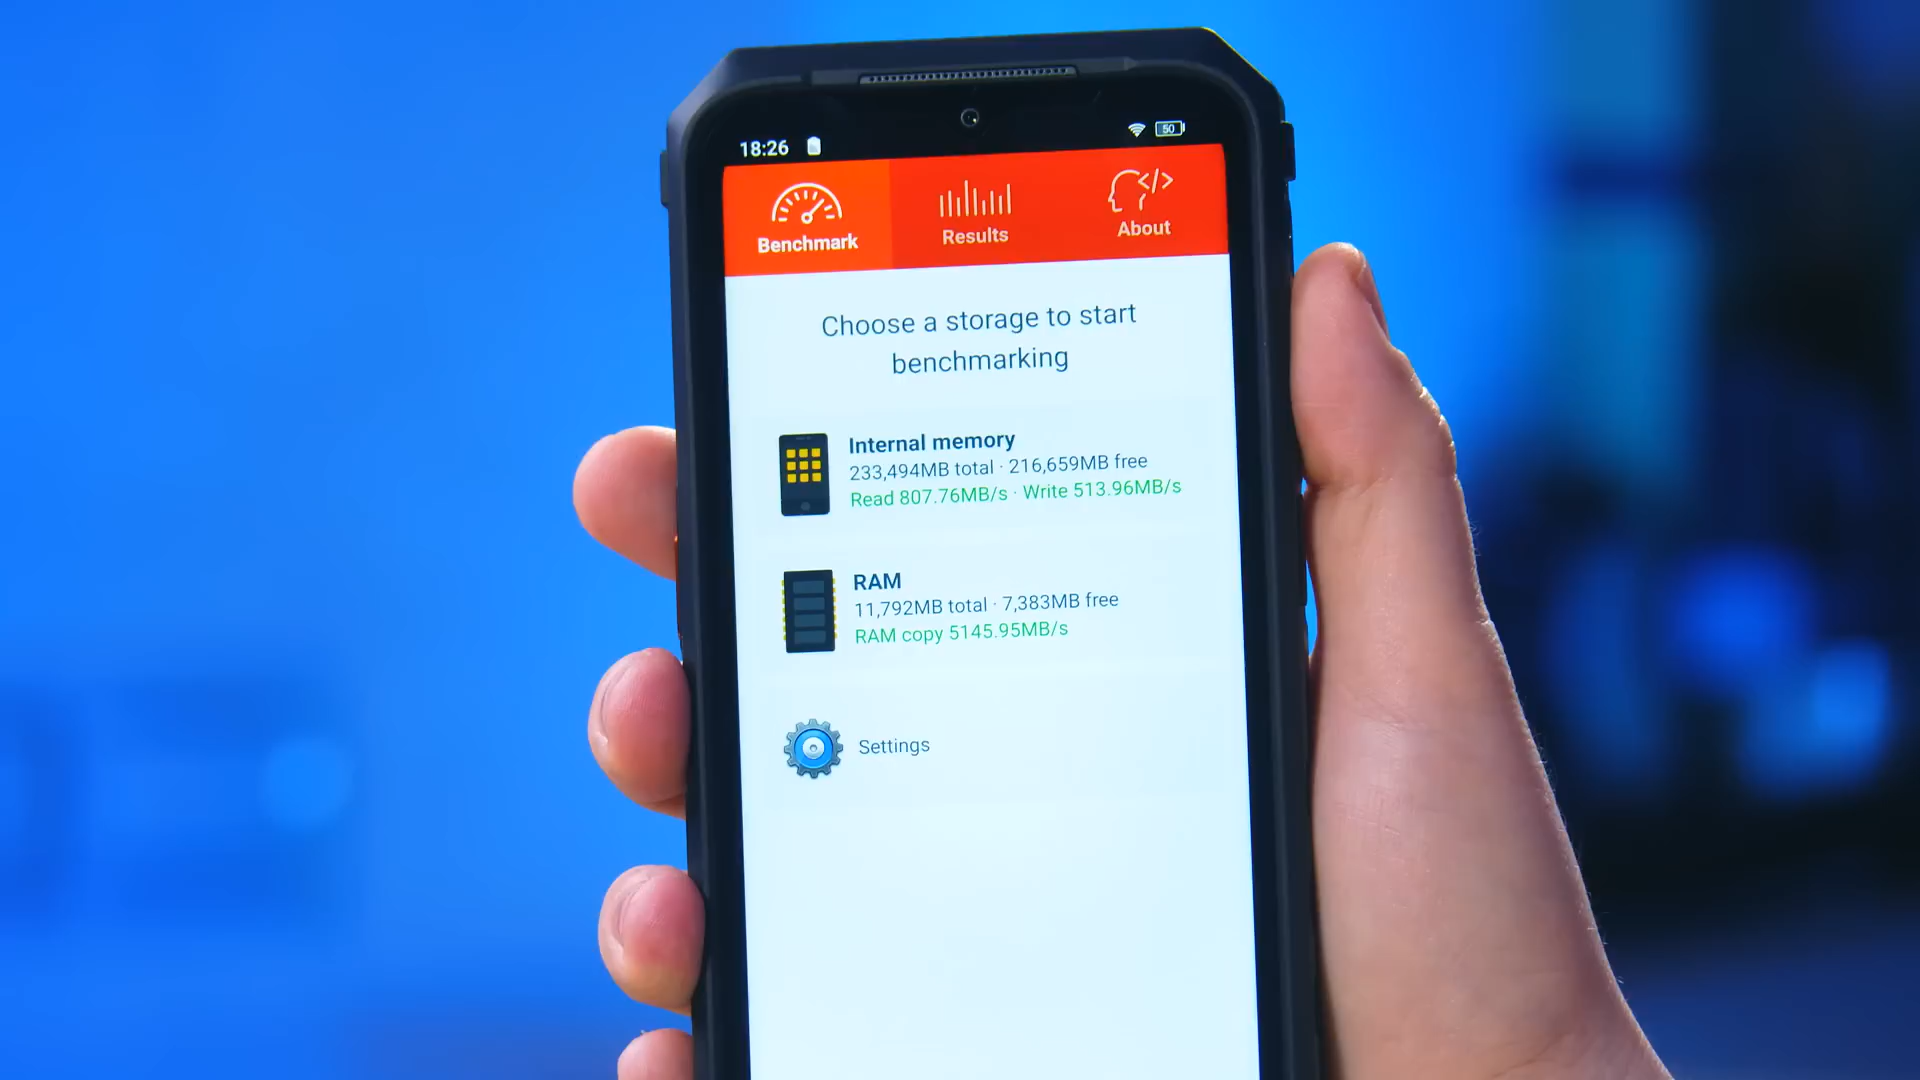 18:26
50
Benchmark
Results
About
Choose a storage to start
benchmarking
Internal memory
233,494MB total · 216,659MB free
Read 807.76MB/s · Write 513.96MB/s
RAM
11,792MB total · 7,383MB free
RAM copy 5145.95MB/s
Settings